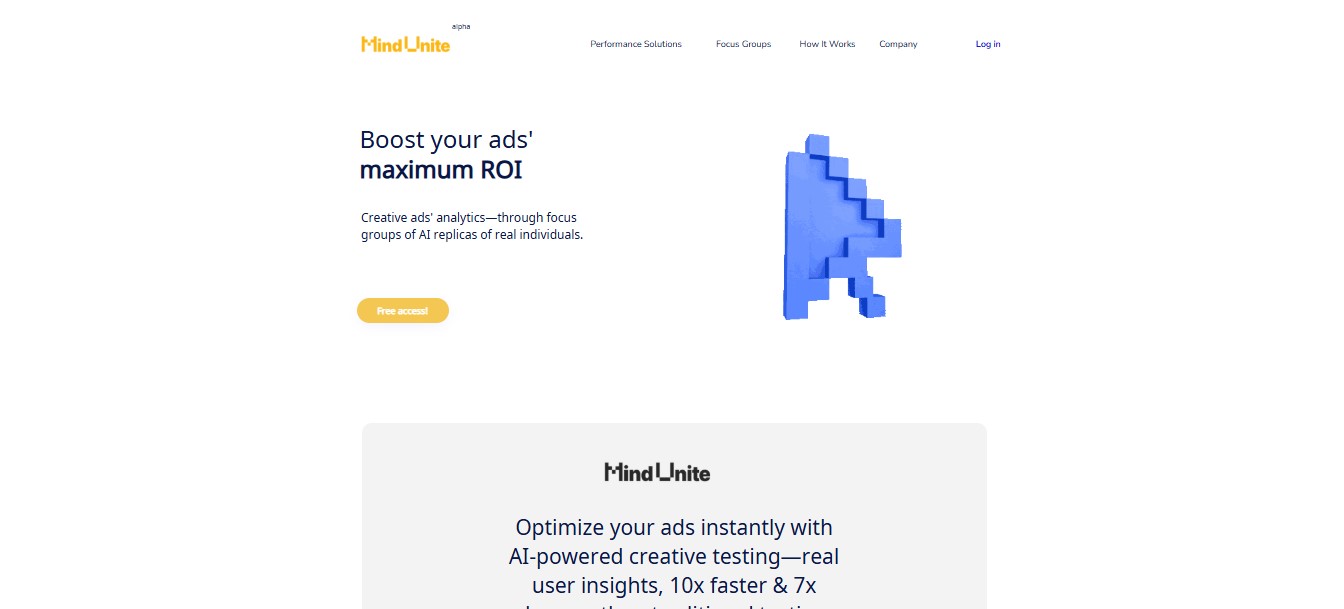 alpha
Mind Unite
Performance Solutions
Focus Groups
How It Works
Company
Log in
Boost your ads'
maximum ROI
Creative ads' analytics—through focus
groups of AI replicas of real individuals.
Free access!
Mind Unite
Optimize your ads instantly with
AI-powered creative testing—real
user insights, 10x faster & 7x